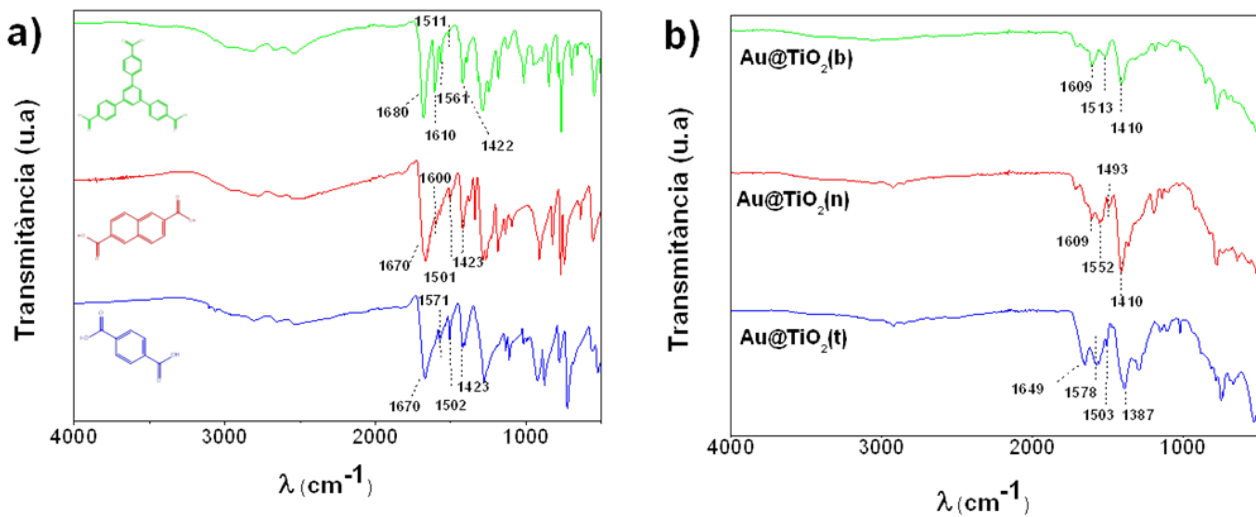 a)
Transmitància (u.a)
1511
1680
1561
1610
1422
1600
1670
1423
1501
1571
1423
1670
1502
O
HO
OH
O
4000 3000 2000 1000
λ (cm-1)
b)
Transmitància (u.a)
Au@TiO2(b)
1609
1513
1410
Au@TiO2(n)
1493
1609
1552
1410
Au@TiO2(t)
1649
1578
1503
1387
4000 3000 2000 1000
λ (cm-1)